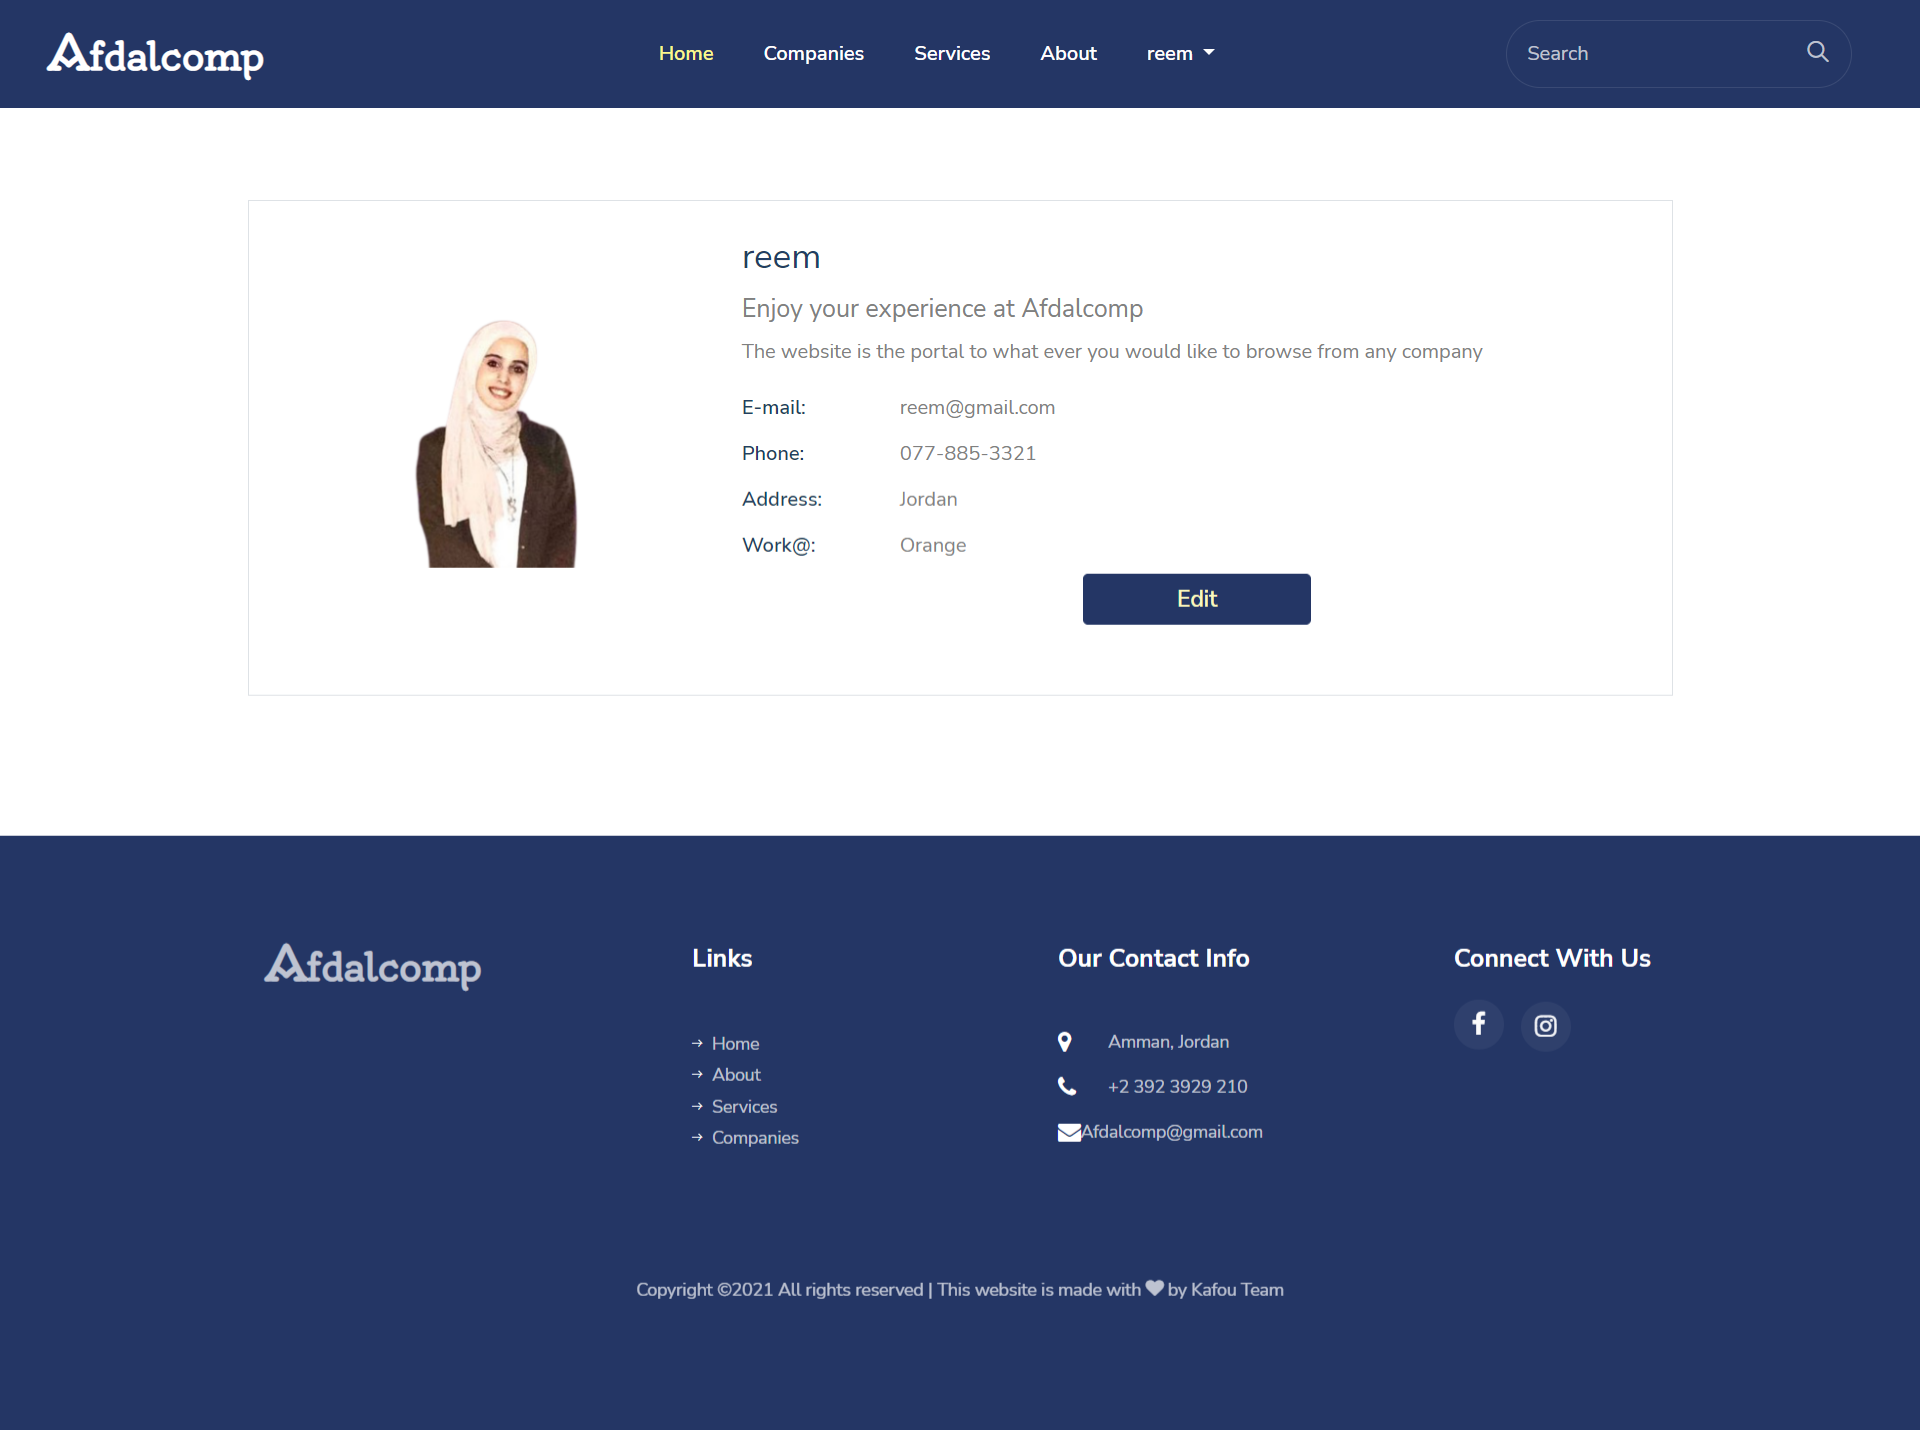 Afdalcomp
Home Companies Services About reem
Search
reem
Enjoy your experience at Afdalcomp
The website is the portal to what ever you would like to browse from any company
E-mail: reem@gmail.com
Phone: 077-885-3321
Address: Jordan
Work@: Orange
Edit
Afdalcomp
Links
Home
About
Services
Companies
Our Contact Info
Amman, Jordan
+2 392 3929 210
Afdalcomp@gmail.com
Connect With Us
Copyright ©2021 All rights reserved | This website is made with by Kafou Team